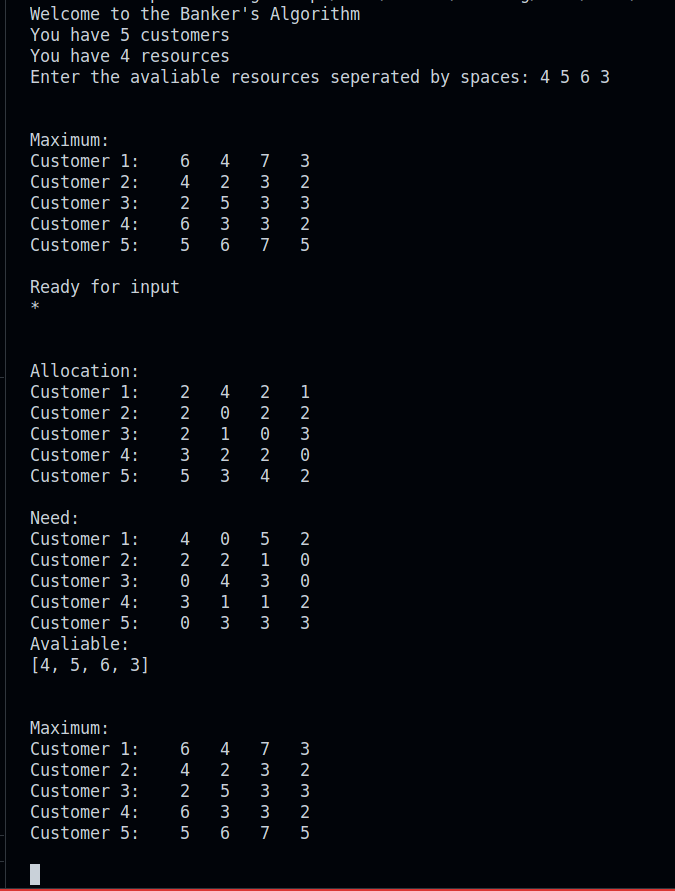 Welcome to the Banker's Algorithm
You have 5 customers
You have 4 resources
Enter the avaliable resources seperated by spaces: 4 5 6 3
Maximum:
Customer 1:    6   4   7   3
Customer 2:    4   2   3   2
Customer 3:    2   5   3   3
Customer 4:    6   3   3   2
Customer 5:    5   6   7   5
Ready for input
*
Allocation:
Customer 1:    2   4   2   1
Customer 2:    2   0   2   2
Customer 3:    2   1   0   3
Customer 4:    3   2   2   0
Customer 5:    5   3   4   2
Need:
Customer 1:    4   0   5   2
Customer 2:    2   2   1   0
Customer 3:    0   4   3   0
Customer 4:    3   1   1   2
Customer 5:    0   3   3   3
Avaliable:
[4, 5, 6, 3]
Maximum:
Customer 1:    6   4   7   3
Customer 2:    4   2   3   2
Customer 3:    2   5   3   3
Customer 4:    6   3   3   2
Customer 5:    5   6   7   5